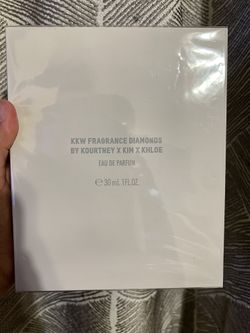 KKW FRAGRANCE DIAMONDS
BY KOURTNEY X KIM X KHLOE
EAU DE PARFUM
℮ 30 mL 1 FL OZ.